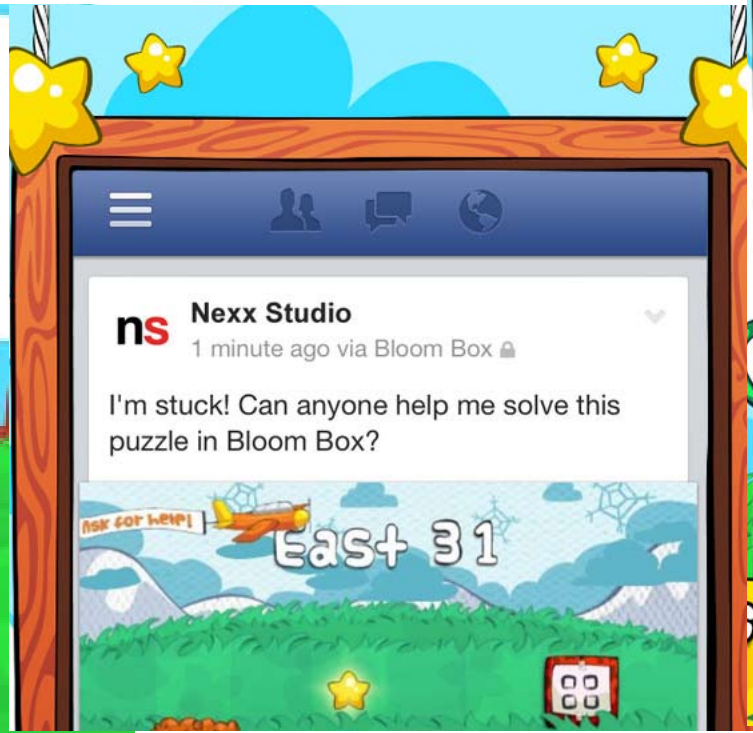 ns
Nexx Studio
1 minute ago via Bloom Box
I'm stuck! Can anyone help me solve this
puzzle in Bloom Box?
Ask for help!
East 31